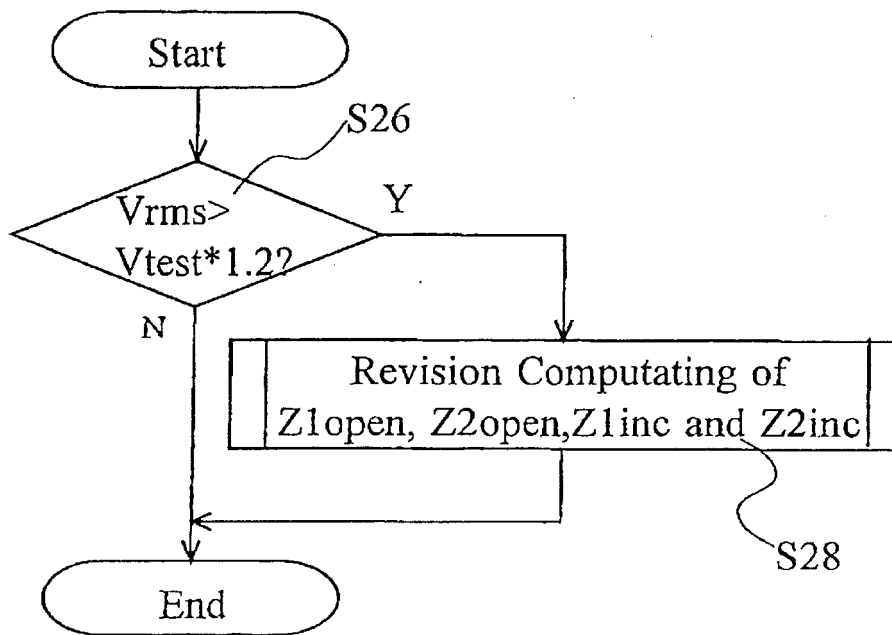 Start
S26
Vrms>
Vtest*1.2?
Y
N
Revision Computating of
Z1open, Z2open,Z1inc and Z2inc
S28
End